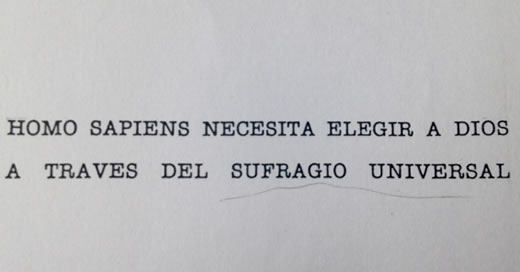 HOMO SAPIENS NECESITA ELEGIR A DIOS
A TRAVES DEL SUFRAGIO UNIVERSAL